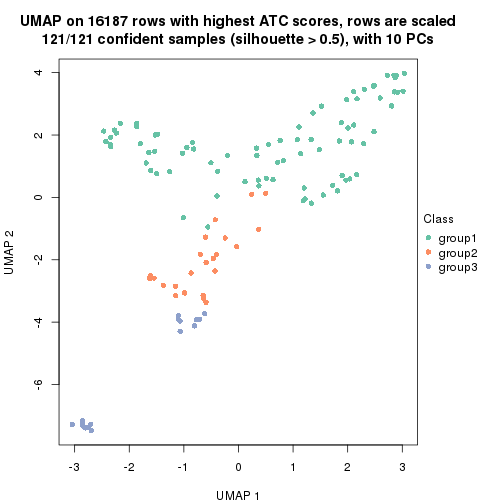 UMAP on 16187 rows with highest ATC scores, rows are scaled
121/121 confident samples (silhouette > 0.5), with 10 PCs
4
2
0
-2
-4
-6
UMAP 2
Class
group1
group2
group3
-3
-2
-1
0
1
2
3
UMAP 1